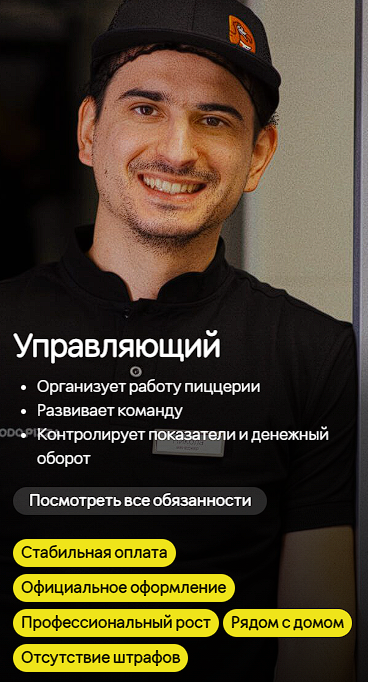 Управляющий
Организует работу пиццерии
Развивает команду
Контролирует показатели и денежный
оборот
Посмотреть все обязанности
Стабильная оплата
Официальное оформление
Профессиональный рост Рядом с домом
Отсутствие штрафов